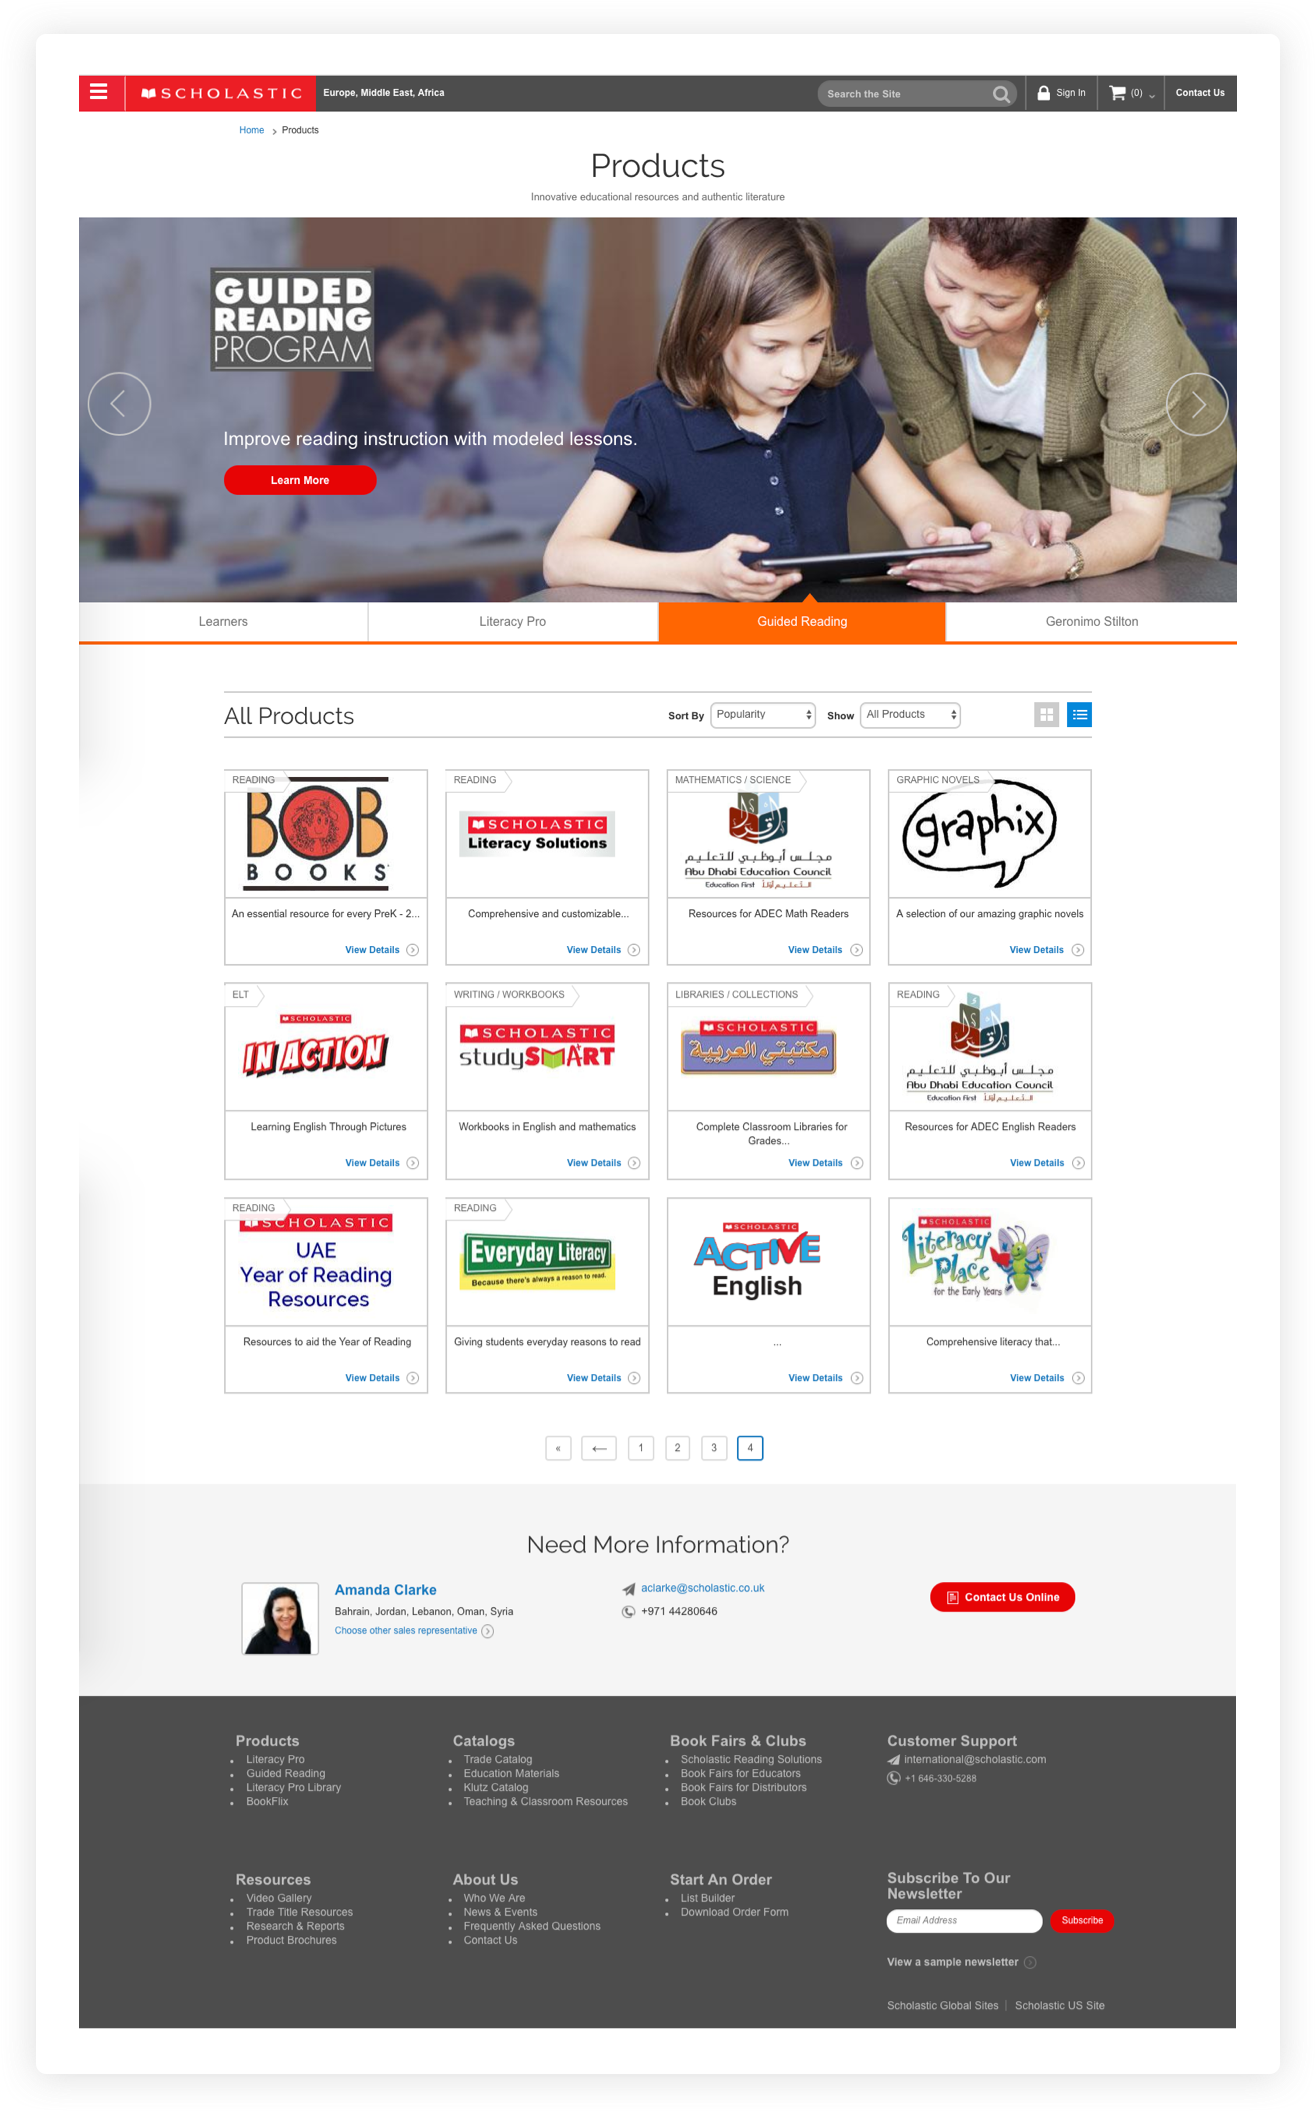 SCHOLASTIC
Europe, Middle East, Africa
Search the Site
Sign In
(0)
Contact Us
Home
Products
Products
Innovative educational resources and authentic literature
GUIDED
READING
PROGRAM
Improve reading instruction with modeled lessons.
Learn More
Learners
Literacy Pro
Guided Reading
Geronimo Stilton
All Products
Sort By
Popularity
Show
All Products
READING
BOB
BOOKS
An essential resource for every PreK - 2...
View Details
READING
SCHOLASTIC
Literacy Solutions
Comprehensive and customizable...
View Details
MATHEMATICS / SCIENCE
مجلس أبوظبي للتعليم
Abu Dhabi Education Council
Education First التعليم أولاً
Resources for ADEC Math Readers
View Details
GRAPHIC NOVELS
graphix
A selection of our amazing graphic novels
View Details
ELT
SCHOLASTIC
IN ACTION
Learning English Through Pictures
View Details
WRITING / WORKBOOKS
SCHOLASTIC
studySMART
Workbooks in English and mathematics
View Details
LIBRARIES / COLLECTIONS
SCHOLASTIC
مكتبتي العربية
Complete Classroom Libraries for
Grades...
View Details
READING
مجلس أبوظبي للتعليم
Abu Dhabi Education Council
Education First التعليم أولاً
Resources for ADEC English Readers
View Details
READING
SCHOLASTIC
UAE
Year of Reading
Resources
Resources to aid the Year of Reading
View Details
READING
Everyday Literacy
Because there's always a reason to read.
Giving students everyday reasons to read
View Details
SCHOLASTIC
ACTIVE
English
...
View Details
SCHOLASTIC
Literacy
Place
for the Early Years
Comprehensive literacy that...
View Details
« ← 1 2 3 4
Need More Information?
Amanda Clarke
Bahrain, Jordan, Lebanon, Oman, Syria
Choose other sales representative
aclarke@scholastic.co.uk
+971 44280646
Contact Us Online
Products
Literacy Pro
Guided Reading
Literacy Pro Library
BookFlix
Catalogs
Trade Catalog
Education Materials
Klutz Catalog
Teaching & Classroom Resources
Book Fairs & Clubs
Scholastic Reading Solutions
Book Fairs for Educators
Book Fairs for Distributors
Book Clubs
Customer Support
international@scholastic.com
+1 646-330-5288
Resources
Video Gallery
Trade Title Resources
Research & Reports
Product Brochures
About Us
Who We Are
News & Events
Frequently Asked Questions
Contact Us
Start An Order
List Builder
Download Order Form
Subscribe To Our
Newsletter
Email Address
Subscribe
View a sample newsletter
Scholastic Global Sites
Scholastic US Site